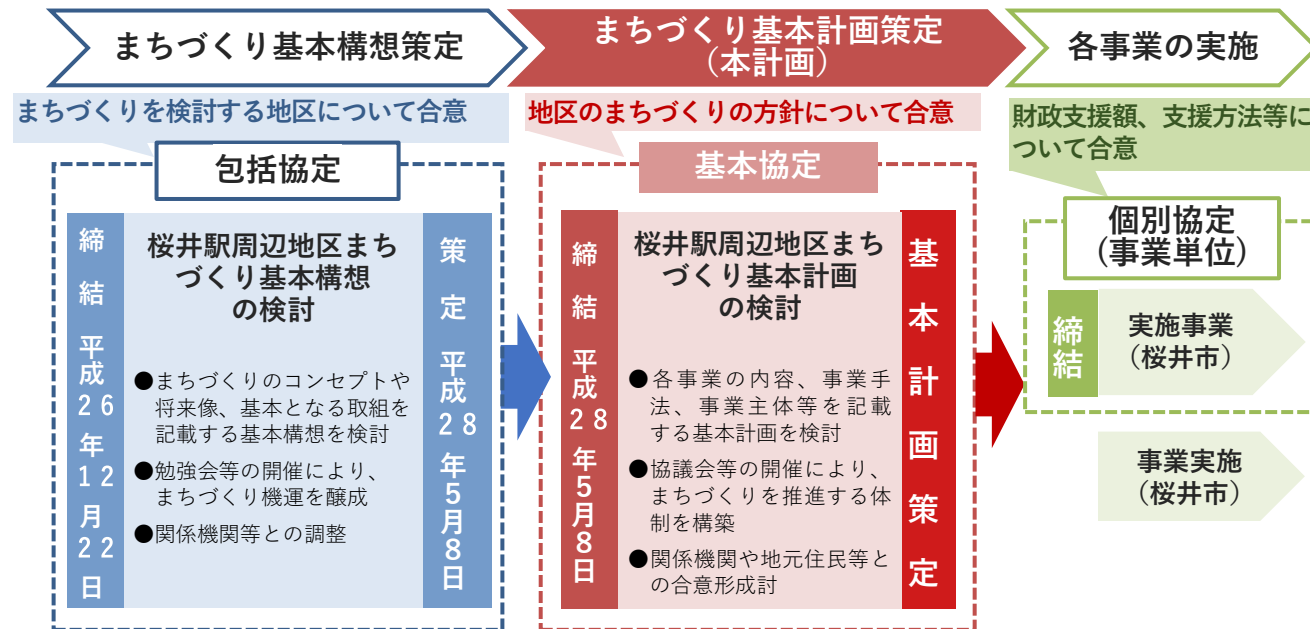 まちづくり基本構想策定
まちづくり基本計画策定
（本計画）
各事業の実施
まちづくりを検討する地区について合意
地区のまちづくりの方針について合意
財政支援額、支援方法等に
ついて合意
包括協定
締結 平成26年12月22日
桜井駅周辺地区まち
づくり基本構想
の検討
●まちづくりのコンセプトや
将来像、基本となる取組を
記載する基本構想を検討
●勉強会等の開催により、
まちづくり機運を醸成
●関係機関等との調整
策定 平成28年5月8日
基本協定
締結 平成28年5月8日
桜井駅周辺地区まち
づくり基本計画
の検討
●各事業の内容、事業手
法、事業主体等を記載
する基本計画を検討
●協議会等の開催により、
まちづくりを推進する体
制を構築
●関係機関や地元住民等と
の合意形成討
基本計画策定
個別協定
(事業単位)
締結
実施事業
（桜井市）
事業実施
（桜井市）